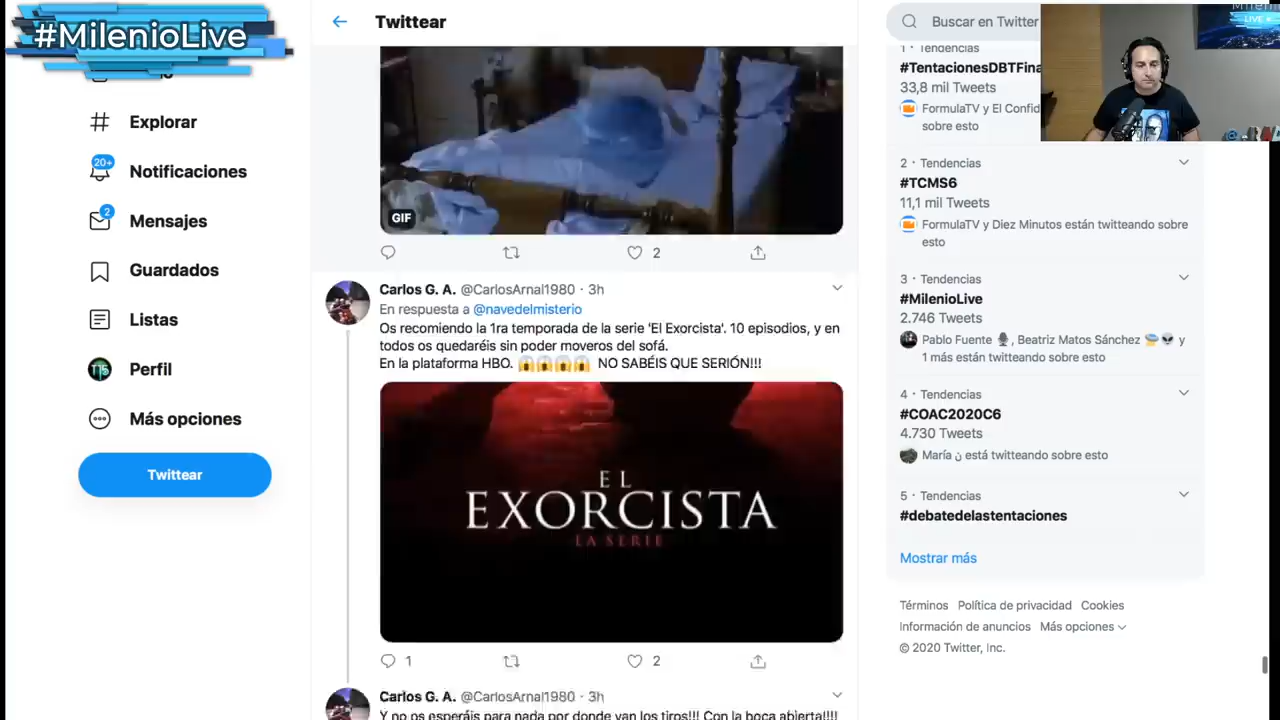 #MilenioLive
Explorar
20+
Notificaciones
2
Mensajes
Guardados
Listas
Perfil
Más opciones
Twittear
Twittear
GIF
2
Carlos G. A. @CarlosArnal1980 · 3h
En respuesta a @navedelmisterio
Os recomiendo la 1ra temporada de la serie 'El Exorcista'. 10 episodios, y en
todos os quedaréis sin poder moveros del sofá.
En la plataforma HBO. 😱😱😱😱 NO SABÉIS QUE SERIÓN!!!
EL
EXORCISTA
LA SERIE
1
2
Carlos G. A. @CarlosArnal1980 · 3h
Y no os esperáis para nada por donde van los tiros!!! Con la boca abierta!!!!
Buscar en Twitter
LIVE
1 · Tendencias
#TentacionesDBTFina
33,8 mil Tweets
FormulaTV y El Confid
sobre esto
2 · Tendencias
#TCMS6
11,1 mil Tweets
FormulaTV y Diez Minutos están twitteando sobre
esto
3 · Tendencias
#MilenioLive
2.746 Tweets
Pablo Fuente 🎙, Beatriz Matos Sánchez 🛸👽 y
1 más están twitteando sobre esto
4 · Tendencias
#COAC2020C6
4.730 Tweets
María ن está twitteando sobre esto
5 · Tendencias
#debatedelastentaciones
Mostrar más
Términos Política de privacidad Cookies
Información de anuncios Más opciones
© 2020 Twitter, Inc.